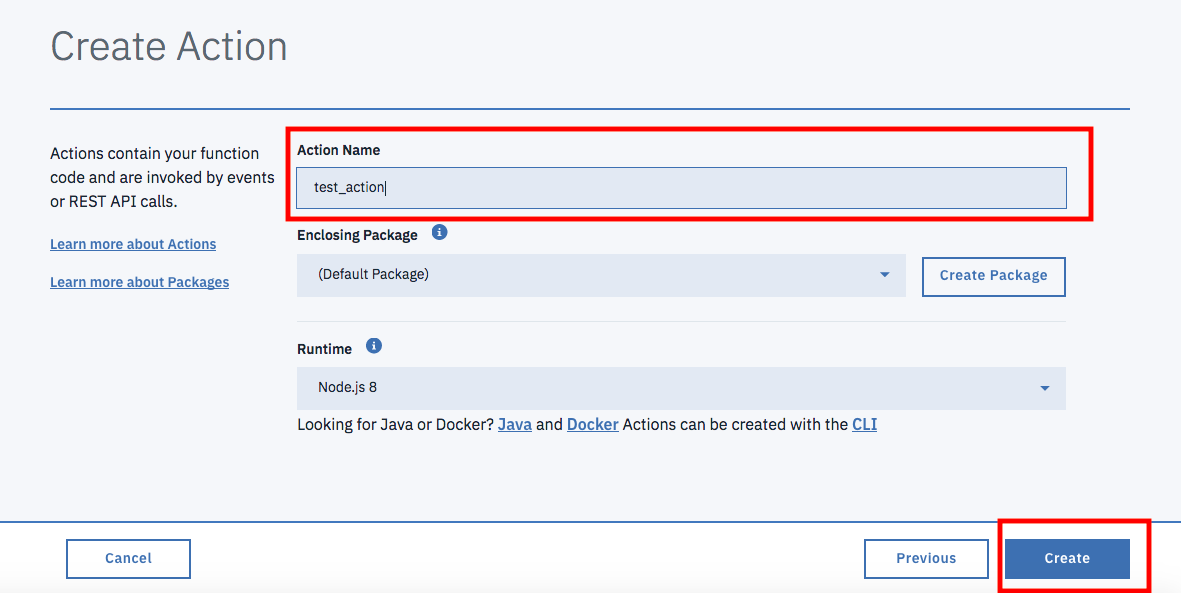 Create Action
Actions contain your function
code and are invoked by events
or REST API calls.
Learn more about Actions
Learn more about Packages
Action Name
test_action
Enclosing Package
(Default Package)
Create Package
Runtime
Node.js 8
Looking for Java or Docker? Java and Docker Actions can be created with the CLI
Cancel
Previous
Create